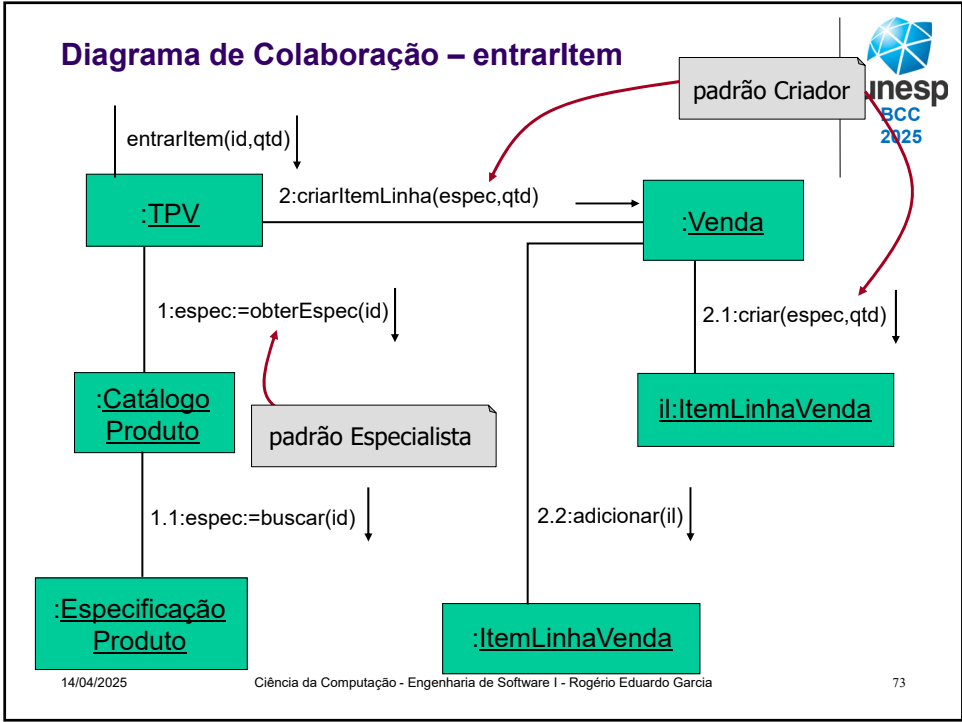 Diagrama de Colaboração – entrarItem
padrão Criador
unesp
BCC
2025
entrarItem(id,qtd)
2:criarItemLinha(espec,qtd)
:TPV
:Venda
1:espec:=obterEspec(id)
2.1:criar(espec,qtd)
:Catálogo
Produto
padrão Especialista
il:ItemLinhaVenda
1.1:espec:=buscar(id)
2.2:adicionar(il)
:Especificação
Produto
:ItemLinhaVenda
14/04/2025 Ciência da Computação - Engenharia de Software I - Rogério Eduardo Garcia 73